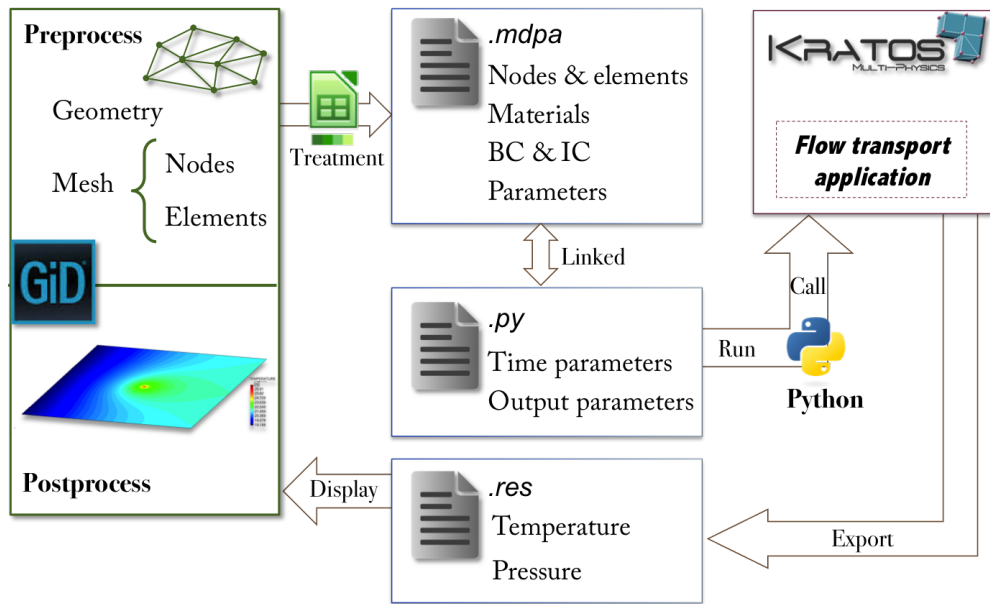 Preprocess
Geometry
Mesh
Nodes
Elements
GiD
Postprocess
Treatment
.mdpa
Nodes & elements
Materials
BC & IC
Parameters
Linked
.py
Time parameters
Output parameters
Run
Call
Python
KRATOS
MULTI-PHYSICS
Flow transport
application
Display
.res
Temperature
Pressure
Export